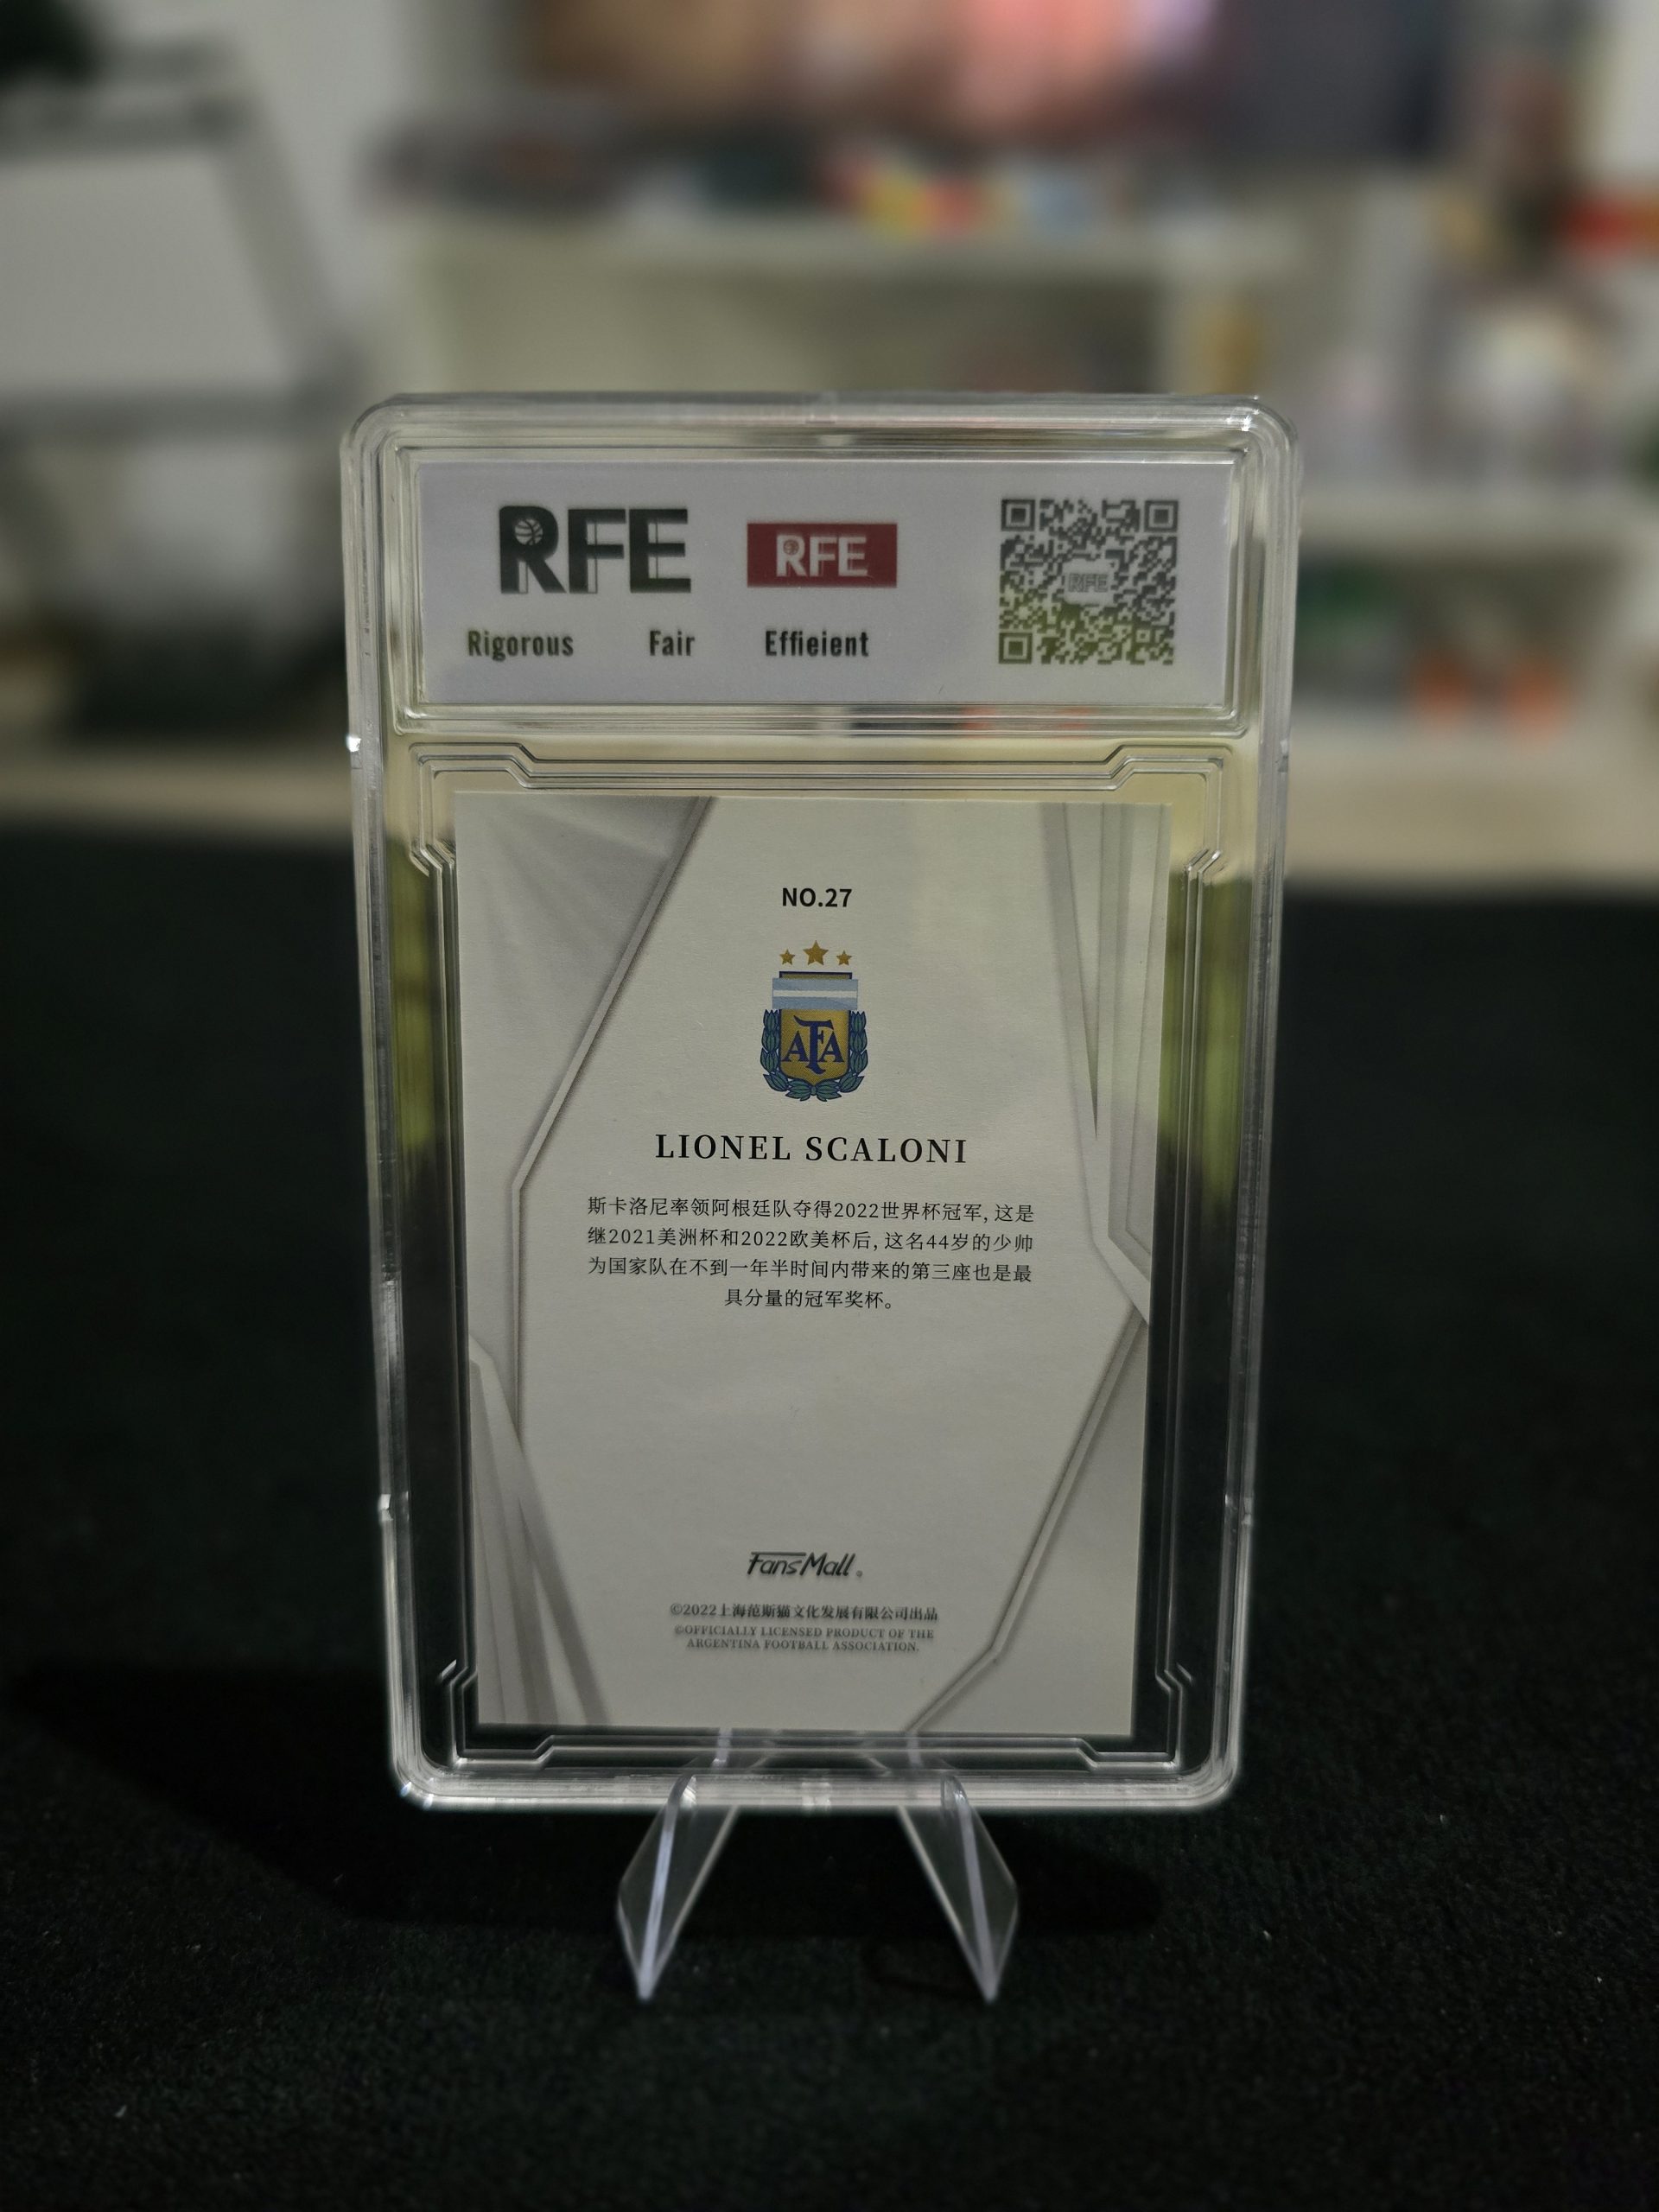 RFE RFE RFE
Rigorous Fair Effieient
NO.27
AFA
LIONEL SCALONI
斯卡洛尼率领阿根廷队夺得2022世界杯冠军, 这是
继2021美洲杯和2022欧美杯后, 这名44岁的少帅
为国家队在不到一年半时间内带来的第三座也是最
具分量的冠军奖杯。
FansMall
©2022上海范斯猫文化发展有限公司出品
©OFFICIALLY LICENSED PRODUCT OF THE
ARGENTINA FOOTBALL ASSOCIATION.